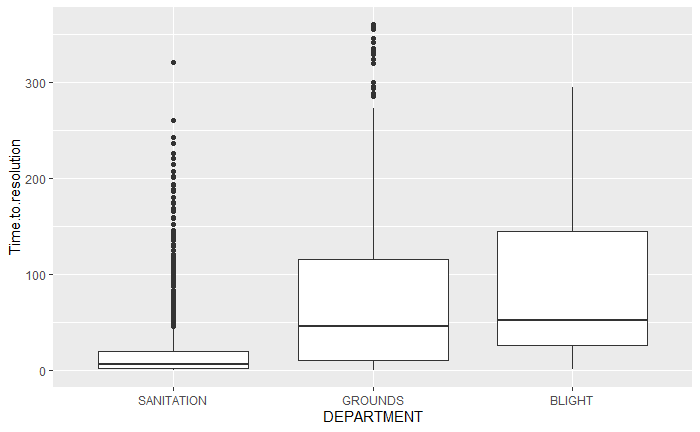 Time.to.resolution
300
200
100
0
SANITATION GROUNDS BLIGHT
DEPARTMENT